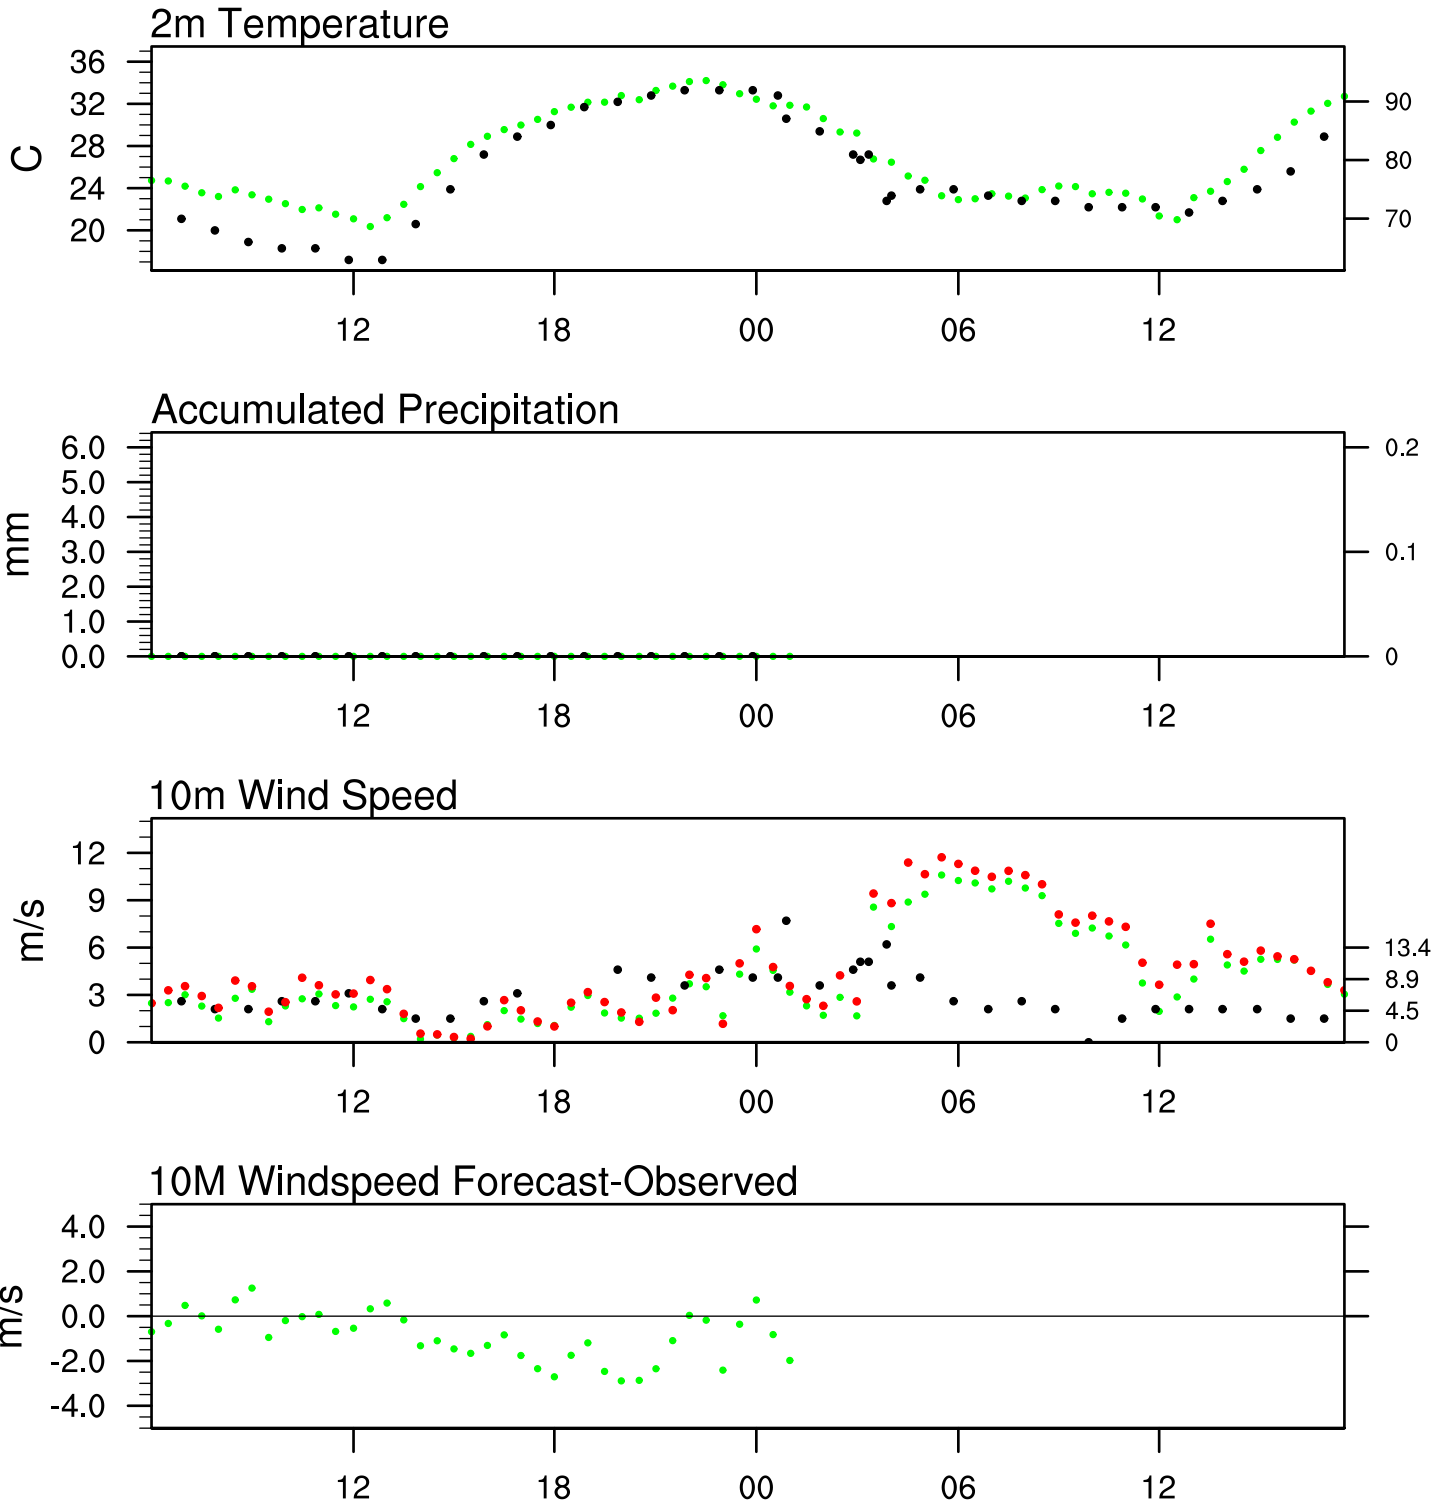 2m Temperature
C
36
32
28
24
20
90
80
70
12 18 00 06 12
Accumulated Precipitation
mm
6.0
5.0
4.0
3.0
2.0
1.0
0.0
0.2
0.1
0
12 18 00 06 12
10m Wind Speed
m/s
12
9
6
3
0
13.4
8.9
4.5
0
12 18 00 06 12
10M Windspeed Forecast-Observed
m/s
4.0
2.0
0.0
-2.0
-4.0
12 18 00 06 12